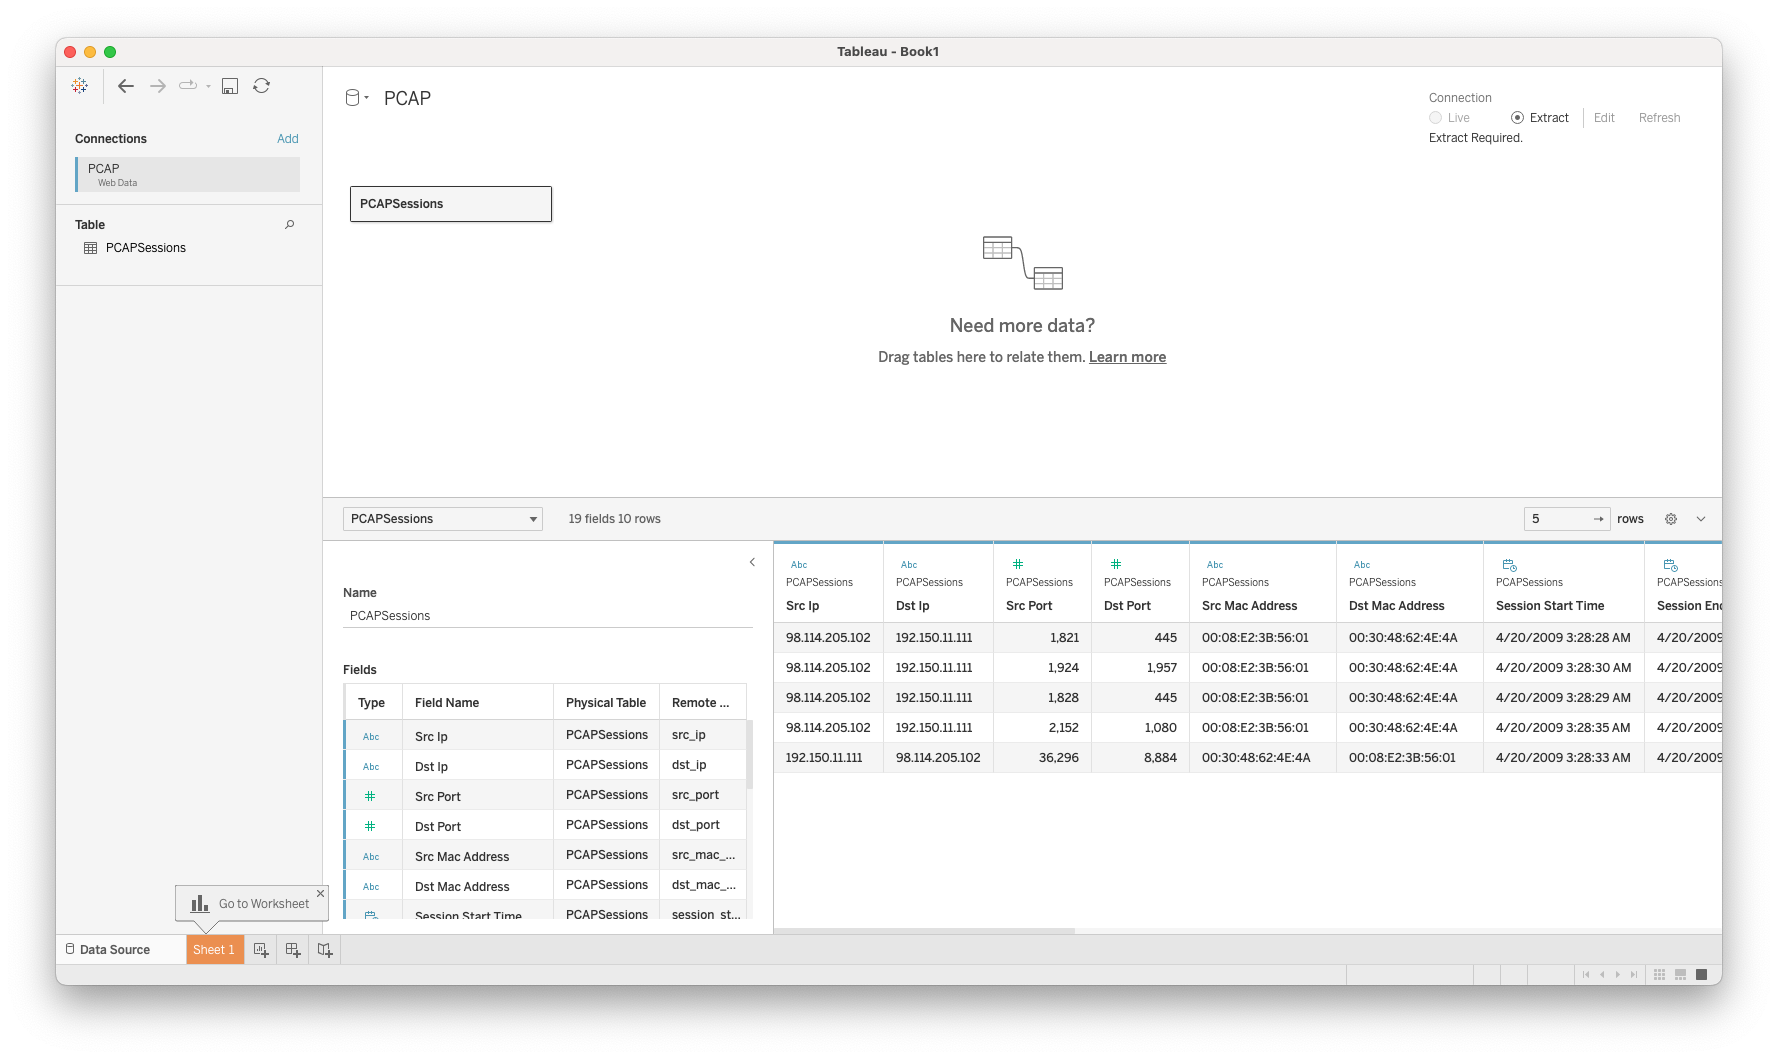 Tableau - Book1
Connections Add
PCAP
Web Data
Table
PCAPSessions
PCAP
Connection
Live Extract Edit Refresh
Extract Required.
PCAPSessions
Need more data?
Drag tables here to relate them. Learn more
PCAPSessions 19 fields 10 rows 5 rows
Name
PCAPSessions
Fields
Type Field Name Physical Table Remote ...
Abc Src Ip PCAPSessions src_ip
Abc Dst Ip PCAPSessions dst_ip
# Src Port PCAPSessions src_port
# Dst Port PCAPSessions dst_port
Abc Src Mac Address PCAPSessions src_mac_...
Abc Dst Mac Address PCAPSessions dst_mac_...
Session Start Time PCAPSessions session_st...
Abc Abc # # Abc Abc
PCAPSessions PCAPSessions PCAPSessions PCAPSessions PCAPSessions PCAPSessions PCAPSessions PCAPSessions
Src Ip Dst Ip Src Port Dst Port Src Mac Address Dst Mac Address Session Start Time Session End
98.114.205.102 192.150.11.111 1,821 445 00:08:E2:3B:56:01 00:30:48:62:4E:4A 4/20/2009 3:28:28 AM 4/20/2009
98.114.205.102 192.150.11.111 1,924 1,957 00:08:E2:3B:56:01 00:30:48:62:4E:4A 4/20/2009 3:28:30 AM 4/20/2009
98.114.205.102 192.150.11.111 1,828 445 00:08:E2:3B:56:01 00:30:48:62:4E:4A 4/20/2009 3:28:29 AM 4/20/2009
98.114.205.102 192.150.11.111 2,152 1,080 00:08:E2:3B:56:01 00:30:48:62:4E:4A 4/20/2009 3:28:35 AM 4/20/2009
192.150.11.111 98.114.205.102 36,296 8,884 00:30:48:62:4E:4A 00:08:E2:3B:56:01 4/20/2009 3:28:33 AM 4/20/2009
Go to Worksheet
Data Source Sheet 1